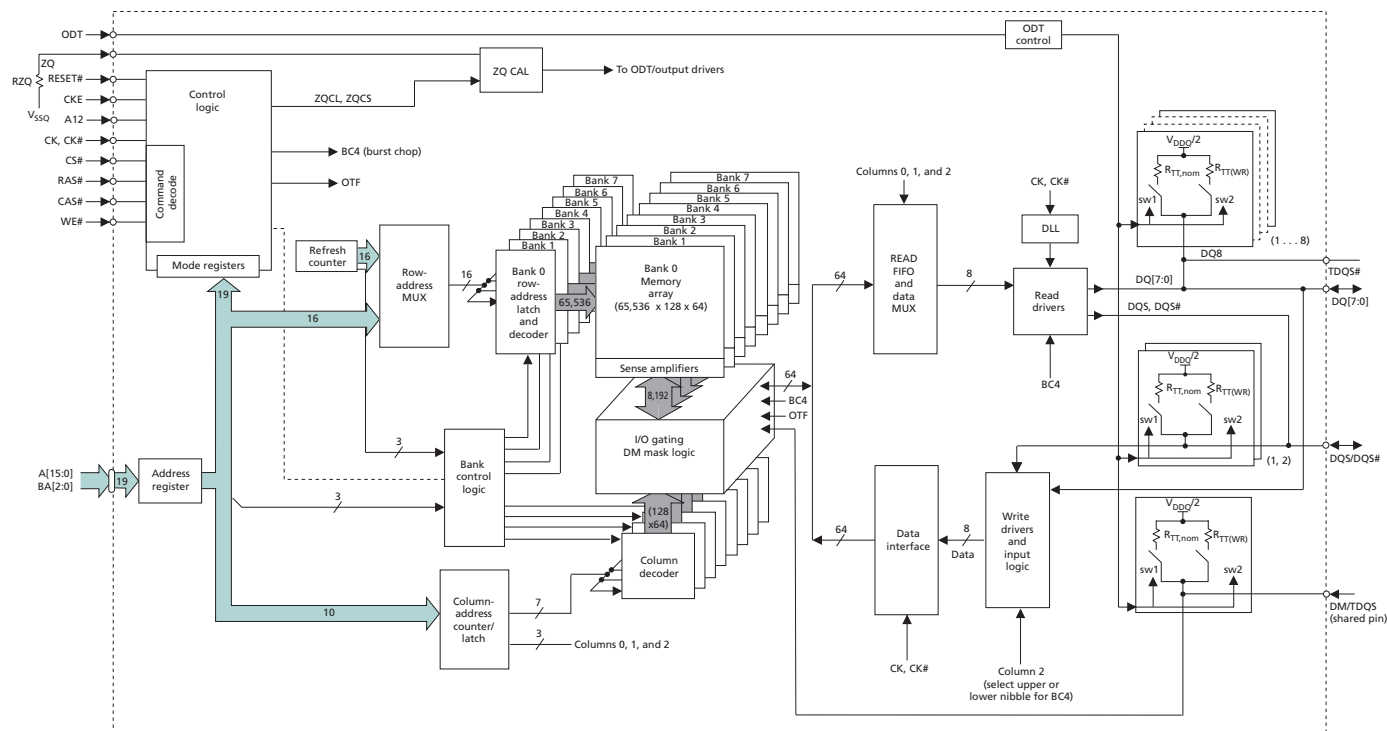 ODT
ODT
control
ZQ
RZQ
RESET#
CKE
VSSQ
A12
CK, CK#
CS#
RAS#
CAS#
WE#
Control
logic
Command
decode
Mode registers
ZQ CAL
To ODT/output drivers
ZQCL, ZQCS
BC4 (burst chop)
OTF
Refresh
counter
16
Row-
address
MUX
16
19
16
Bank 7
Bank 6
Bank 5
Bank 4
Bank 3
Bank 2
Bank 1
Bank 0
row-
address
latch
and
decoder
65,536
Bank 7
Bank 6
Bank 5
Bank 4
Bank 3
Bank 2
Bank 1
Bank 0
Memory
array
(65,536 x 128 x 64)
Sense amplifiers
8,192
64
BC4
OTF
I/O gating
DM mask logic
(128
x64)
Column
decoder
3
3
Bank
control
logic
A[15:0]
BA[2:0]
19
Address
register
10
Column-
address
counter/
latch
7
3
Columns 0, 1, and 2
Columns 0, 1, and 2
64
READ
FIFO
and
data
MUX
8
CK, CK#
DLL
Read
drivers
BC4
DQ[7:0]
DQS, DQS#
64
Data
interface
8
Data
CK, CK#
Write
drivers
and
input
logic
Column 2
(select upper or
lower nibble for BC4)
VDDQ/2
RTT,nom
RTT(WR)
sw1
sw2
(1 . . . 8)
DQ8
TDQS#
DQ[7:0]
VDDQ/2
RTT,nom
RTT(WR)
sw1
sw2
(1, 2)
DQS/DQS#
VDDQ/2
RTT,nom
RTT(WR)
sw1
sw2
DM/TDQS
(shared pin)